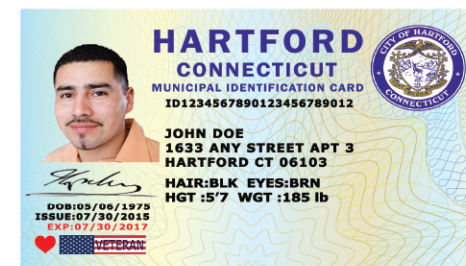 HARTFORD
CONNECTICUT
MUNICIPAL IDENTIFICATION CARD
ID1234567890123456789012
JOHN DOE
1633 ANY STREET APT 3
HARTFORD CT 06103
HAIR:BLK EYES:BRN
HGT :5'7 WGT :185 lb
CITY OF HARTFORD
CONNECTICUT
DOB:05/06/1975
ISSUE:07/30/2015
EXP:07/30/2017
VETERAN